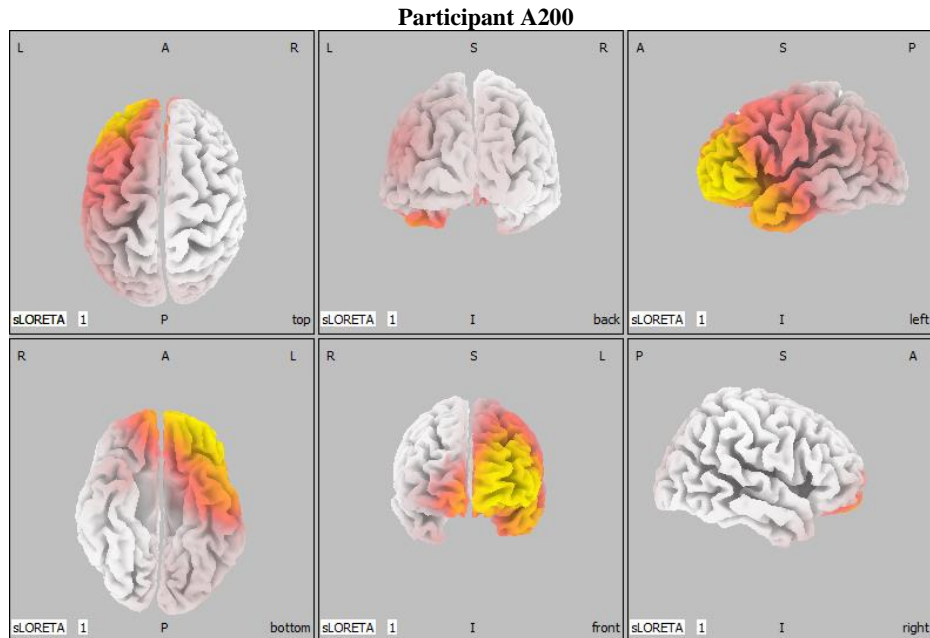 Participant A200
L A R
sLORETA 1 P top
L S R
sLORETA 1 I back
A S P
sLORETA 1 I left
R A L
sLORETA 1 P bottom
R S L
sLORETA 1 I front
P S A
sLORETA 1 I right